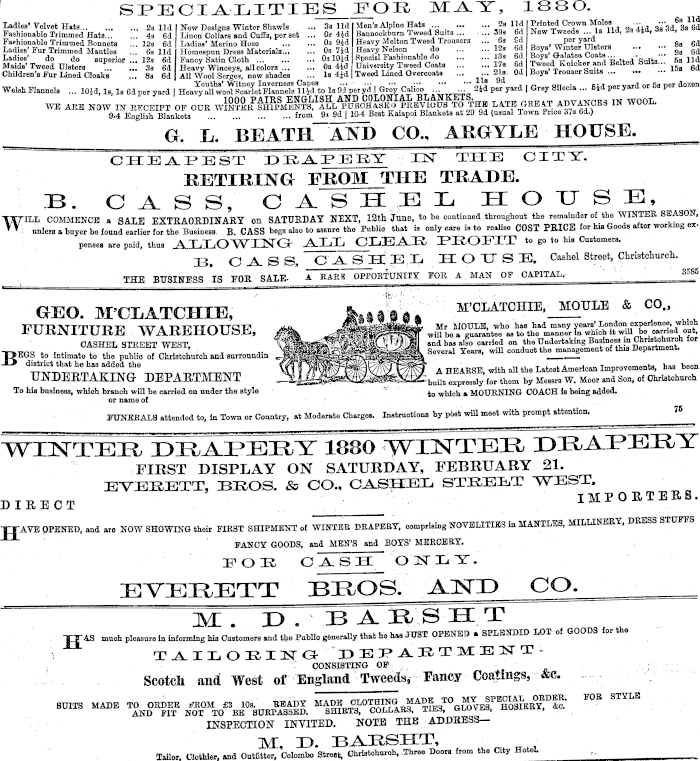 SPECIALITIES FOR MAY, 1880.
Ladies' Velvet Hats... ... ... 2s 11d
Fashionable Trimmed Hats... ... 4s 6d
Fashionable Trimmed Bonnets ... 12s 6d
Ladies' Fur Trimmed Mantles ... 6s 11d
Ladies' do do superior ... 12s 6d
Maids' Tweed Ulsters ... ... 3s 6d
Children's Fur Lined Cloaks ... 8s 6d
New Designs Winter Shawls ... 3s 11d
Linen Collars and Cuffs, per set ... 0s 4½d
Ladies' Merino Hose ... ... 0s 9½d
Homespun Dress Materials... ... 0s 7½d
Fancy Satin Cloth ... ... 0s 10½d
Heavy Winceys, all colors ... ... 0s 4½d
All Wool Serges, new shades 1s 4½d
Men's Alpine Hats ... ... ... 2s 11d
Bannockburn Tweed Suits ... ... 39s 6d
Heavy Melton Tweed Trousers ... 6s 9d
Heavy Nelson do ... 12s 6d
Special Fashionable do ... 13s 6d
University Tweed Coats ... ... 17s 6d
Tweed Lined Overcoats ... ... 21s 0d
Printed Crown Moles ... ... 6s 11d
New Tweeds ... 1s 11d, 2s 4½d, 3s 3d, 3s 6d
per yard
Boys' Winter Ulsters ... ... 8s 6d
Boys' Galatea Coats ... ... 9s 6d
Tweed Knicker and Belted Suits... 5s 11d
Boys' Trouser Suits ... ... 15s 6d
Youths' Witney Inverness Capes ... ... ... 11s 9d
Welsh Flannels ... 10½d, 1s, 1s 6d per yard | Heavy all wool Scarlet Flannels 11½d to 1s 9d per yd | Grey Calico ... 2½d per yard | Grey Silecia ... 5½d per yard or 5s per dozen
1000 PAIRS ENGLISH AND COLONIAL BLANKETS.
WE ARE NOW IN RECEIPT OF OUR WINTER SHIPMENTS, ALL PURCHASED PREVIOUS TO THE LATE GREAT ADVANCES IN WOOL.
9-4 English Blankets ... ... ... ... from 9s 9d | 10-4 Best Kaiapoi Blankets at 29 9d (usual Town Price 37s 6d.)
G. L. BEATH AND CO., ARGYLE HOUSE.
CHEAPEST DRAPERY IN THE CITY.
RETIRING FROM THE TRADE.
B. CASS, CASHEL HOUSE,
WILL COMMENCE a SALE EXTRAORDINARY on SATURDAY NEXT, 12th June, to be continued throughout the remainder of the WINTER SEASON,
unless a buyer be found earlier for the Business. B. CASS begs also to assure the Public that is only care is to realise COST PRICE for his Goods after working ex-
penses are paid, thus ALLOWING ALL CLEAR PROFIT to go to his Customers.
B. CASS, CASHEL HOUSE, Cashel Street, Christchurch.
THE BUSINESS IS FOR SALE. A RARE OPPORTUNITY FOR A MAN OF CAPITAL. 3585
GEO. M'CLATCHIE,
FURNITURE WAREHOUSE,
CASHEL STREET WEST,
BEGS to intimate to the public of Christchurch and surroundin
district that he has added the
UNDERTAKING DEPARTMENT
To his business, which branch will be carried on under the style
or name of
M'CLATCHIE, MOULE & CO.,
Mr MOULE, who has had many years' London experience, which
will be a guarantee as to the manner in which it will be carried out,
and has also carried on the Undertaking Business in Christchurch for
Several Years, will conduct the management of this Department.
A HEARSE, with all the Latest American Improvements, has been
built expressly for them by Messrs W. Moor and Son, of Christchurch
to which a MOURNING COACH is being added.
FUNERALS attended to, in Town or Country, at Moderate Charges. Instructions by post will meet with prompt attention. 75
WINTER DRAPERY 1880 WINTER DRAPERY
FIRST DISPLAY ON SATURDAY, FEBRUARY 21.
EVERETT, BROS. & CO., CASHEL STREET WEST,
DIRECT IMPORTERS.
HAVE OPENED, and are NOW SHOWING their FIRST SHIPMENT of WINTER DRAPERY, comprising NOVELITIES in MANTLES, MILLINERY, DRESS STUFFS
FANCY GOODS, and MEN'S and BOYS' MERCERY.
FOR CASH ONLY.
EVERETT BROS. AND CO.
M. D. BARSHT
HAS much pleasure in informing his Customers and the Public generally that he has JUST OPENED a SPLENDID LOT of GOODS for the
TAILORING DEPARTMENT
CONSISTING OF
Scotch and West of England Tweeds, Fancy Coatings, &c.
SUITS MADE TO ORDER FROM £3 10s. READY MADE CLOTHING MADE TO MY SPECIAL ORDER. FOR STYLE
AND FIT NOT TO BE SURPASSED. SHIRTS, COLLARS, TIES, GLOVES, HOSIERY, &c.
INSPECTION INVITED. NOTE THE ADDRESS—
M. D. BARSHT,
Tailor, Clothier, and Outfitter, Colombo Street, Christchurch, Three Doors from the City Hotel.